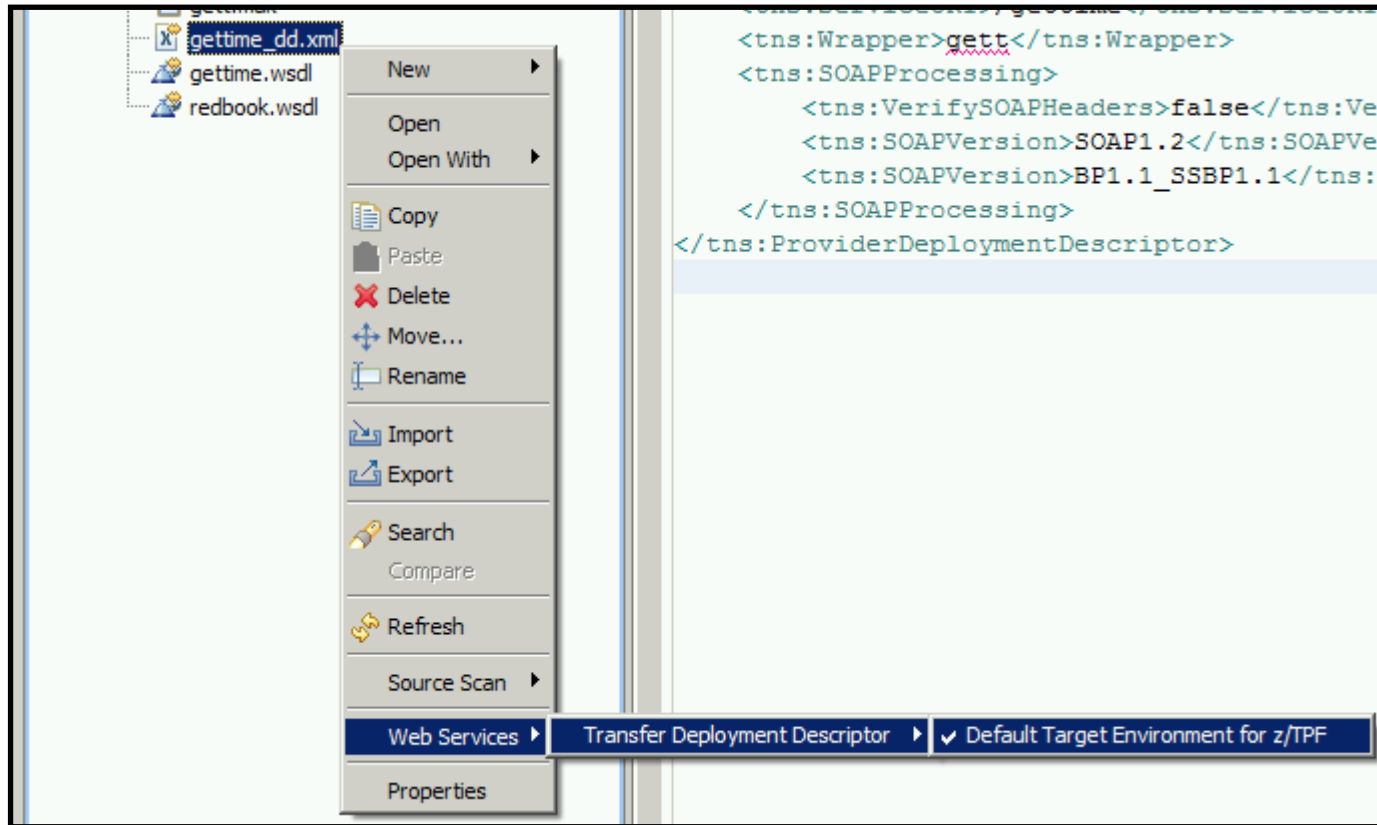 gettime_dd.xml
gettime.wsdl
redbook.wsdl
New
Open
Open With
Copy
Paste
Delete
Move...
Rename
Import
Export
Search
Compare
Refresh
Source Scan
Web Services
Transfer Deployment Descriptor
Default Target Environment for z/TPF
Properties
<tns:Wrapper>gett</tns:Wrapper>
<tns:SOAPProcessing>
<tns:VerifySOAPHeaders>false</tns:Ve
<tns:SOAPVersion>SOAP1.2</tns:SOAPVe
<tns:SOAPVersion>BP1.1_SSBP1.1</tns:
</tns:SOAPProcessing>
</tns:ProviderDeploymentDescriptor>